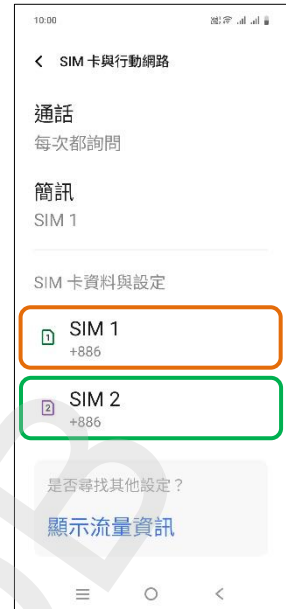 10:00
SIM 卡與行動網路
通話
每次都詢問
簡訊
SIM 1
SIM 卡資料與設定
1 SIM 1
+886
2 SIM 2
+886
是否尋找其他設定？
顯示流量資訊